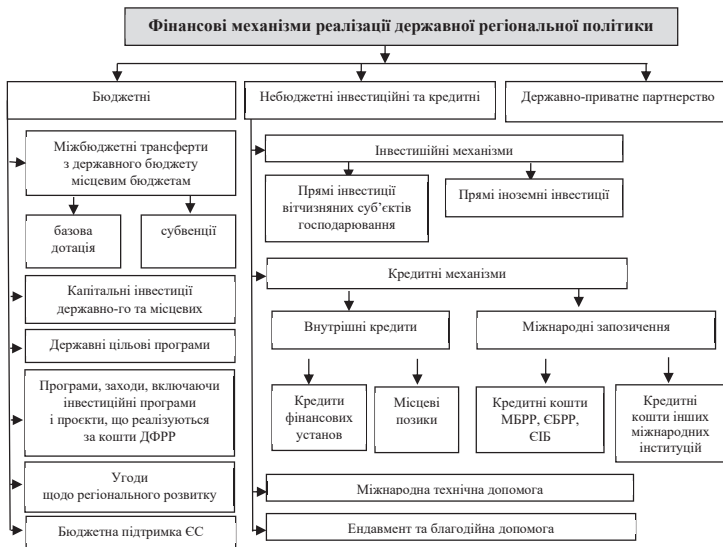 Фінансові механізми реалізації державної регіональної політики
Бюджетні
Небюджетні інвестиційні та кредитні
Державно-приватне партнерство
Міжбюджетні трансферти
з державного бюджету
місцевим бюджетам
базова
дотація
субвенції
Капітальні інвестиції
державно-го та місцевих
Державні цільові програми
Програми, заходи, включаючи
інвестиційні програми
і проєкти, що реалізуються
за кошти ДФРР
Угоди
щодо регіонального розвитку
Бюджетна підтримка ЄС
Інвестиційні механізми
Прямі інвестиції
вітчизняних суб’єктів
господарювання
Прямі іноземні інвестиції
Кредитні механізми
Внутрішні кредити
Міжнародні запозичення
Кредити
фінансових
установ
Місцеві
позики
Кредитні кошти
МБРР, ЄБРР,
ЄІБ
Кредитні
кошти інших
міжнародних
інституцій
Міжнародна технічна допомога
Ендавмент та благодійна допомога